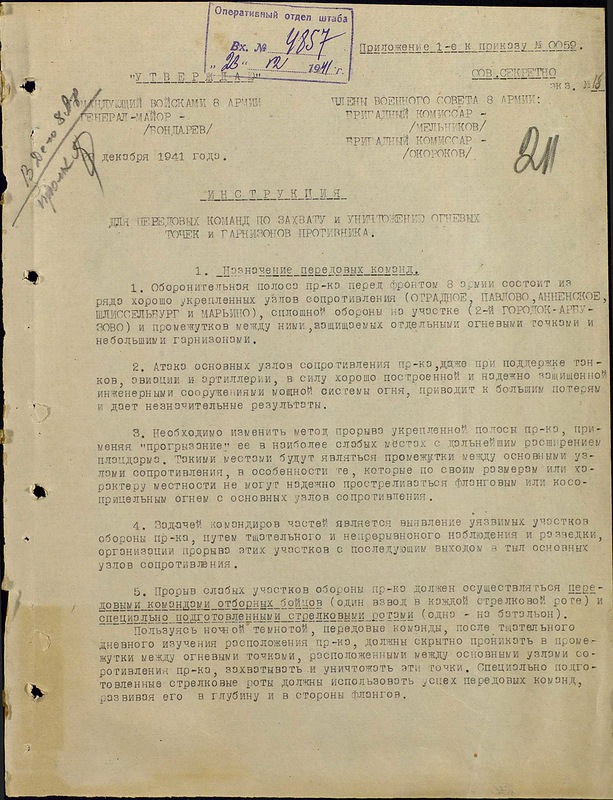 Оперативный отдел штаба
Вх. № 4857
"28" 12 1941 г.
Приложение 1-е к приказу № 0059.
"УТВЕРЖДАЮ"
СОВ.СЕКРЕТНО
экз. №
МАНДУЮЩИЙ ВОЙСКАМИ 8 АРМИИ
ГЕНЕРАЛ-МАЙОР -
/БОНДАРЕВ/
ЧЛЕНЫ ВОЕННОГО СОВЕТА 8 АРМИИ:
БРИГАДНЫЙ КОМИССАР -
/МЕЛЬНИКОВ/
БРИГАДНЫЙ КОМИССАР -
/ОКОРОКОВ/
декабря 1941 года.
В Дело
211
ИНСТРУКЦИЯ
ДЛЯ ПЕРЕДОВЫХ КОМАНД ПО ЗАХВАТУ и УНИЧТОЖЕНИЮ ОГНЕВЫХ
ТОЧЕК и ГАРНИЗОНОВ ПРОТИВНИКА.
1. Назначение передовых команд.
1. Оборонительная полоса пр-ка перед фронтом 8 армии состоит из
ряда хорошо укрепленных узлов сопротивления (ОТРАДНОЕ, ПАВЛОВО, АННЕНСКОЕ,
ШЛИССЕЛЬБУРГ и МАРЬИНО), сплошной обороны на участке (2-й ГОРОДОК-АРБУ-
ЗОВО) и промежутков между ними, защищаемых отдельными огневыми точками и
небольшими гарнизонами.
2. Атака основных узлов сопротивления пр-ка, даже при поддержке тан-
ков, авиации и артиллерии, в силу хорошо построенной и надежно защищенной
инженерными сооружениями мощной системы огня, приводит к большим потерям
и дает незначительные результаты.
3. Необходимо изменить метод прорыва укрепленной полосы пр-ка, при-
меняя "прогрызание" ее в наиболее слабых местах с дальнейшим расширением
плацдарма. Такими местами будут являться промежутки между основными уз-
лами сопротивления, в особенности те, которые по своим размерам или ха-
рактеру местности не могут надежно простреливаться фланговым или косо-
прицельным огнем с основных узлов сопротивления.
4. Задачей командиров частей является выявление уязвимых участков
обороны пр-ка, путем тщательного и непрерывного наблюдения и разведки,
организации прорыва этих участков с последующим выходом в тыл основных
узлов сопротивления.
5. Прорыв слабых участков обороны пр-ка должен осуществляться пере-
довыми командами отборных бойцов (один взвод в каждой стрелковой роте) и
специально подготовленными стрелковыми ротами (одна - на батальон).
Пользуясь ночной темнотой, передовые команды, после тщательного
дневного изучения расположения пр-ка, должны скрытно проникать в проме-
жутки между огневыми точками, расположенными между основными узлами со-
ротивления пр-ка, захватывать и уничтожать эти точки. Специально подго-
товленные стрелковые роты должны использовать успех передовых команд,
развивая его в глубину и в стороны флангов.